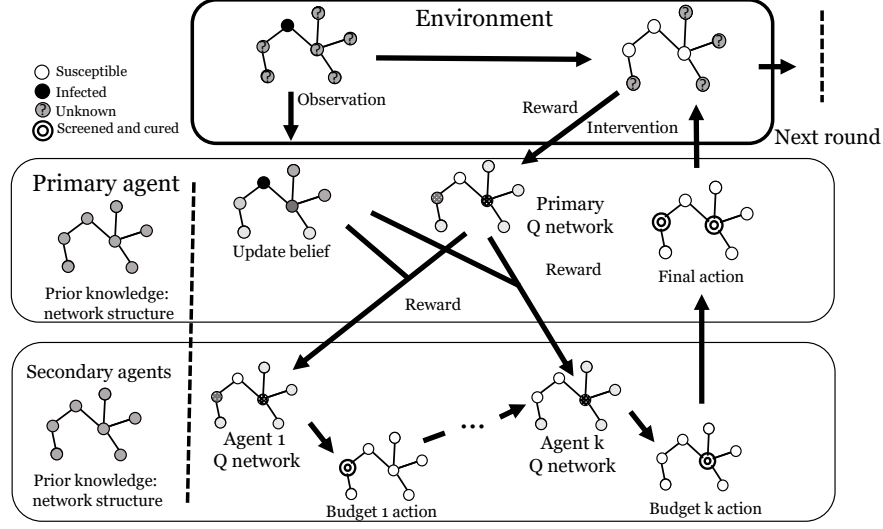 Environment
Susceptible
Infected
Unknown
Screened and cured
? ? ? ? ? ?
Observation
Reward
Intervention
? ? ? ?
Next round
Primary agent
Prior knowledge:
network structure
Update belief
Primary
Q network
Final action
Reward
Reward
Secondary agents
Prior knowledge:
network structure
Agent 1
Q network
Budget 1 action
...
Agent k
Q network
Budget k action